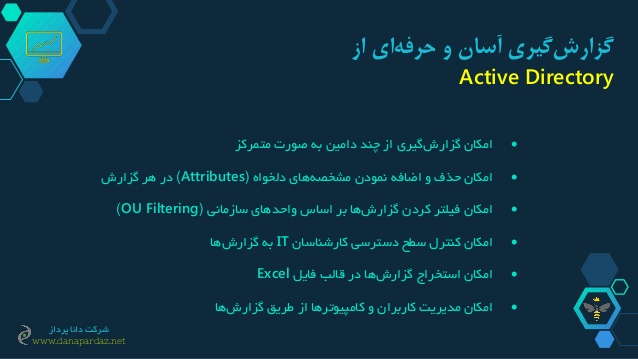 گزارش‌گیری آسان و حرفه‌ای از
Active Directory
امکان گزارش‌گیری از چند دامین به صورت متمرکز
امکان حذف و اضافه نمودن مشخصه‌های دلخواه (Attributes) در هر گزارش
امکان فیلتر کردن گزارش‌ها بر اساس واحدهای سازمانی (OU Filtering)
امکان کنترل سطح دسترسی کارشناسان IT به گزارش‌ها
امکان استخراج گزارش‌ها در قالب فایل Excel
امکان مدیریت کاربران و کامپیوترها از طریق گزارش‌ها
شرکت دانا پرداز
www.danapardaz.net